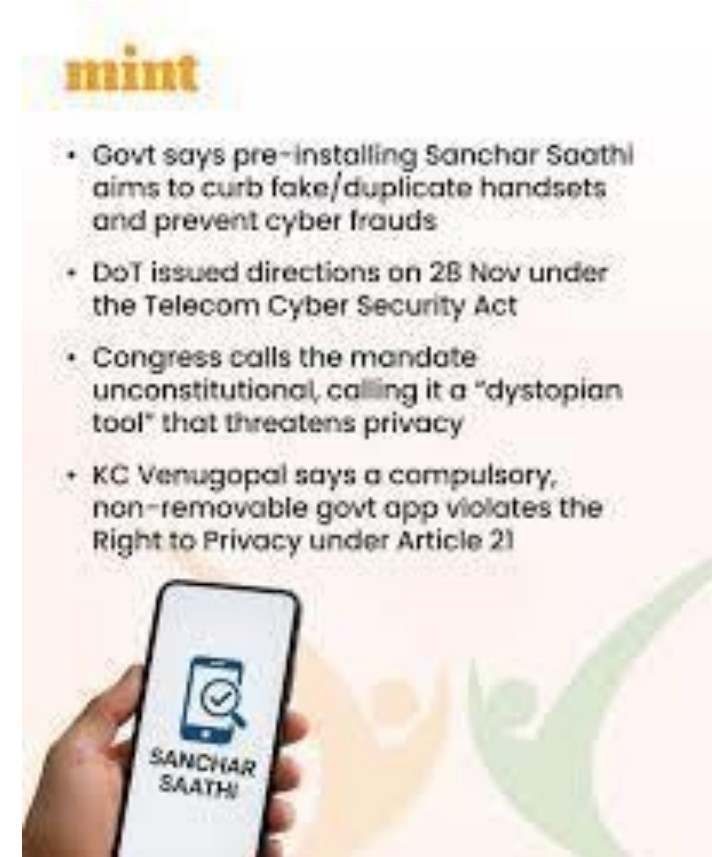 mint
• Govt says pre-installing Sanchar Saathi
aims to curb fake/duplicate handsets
and prevent cyber frauds
• DoT issued directions on 28 Nov under
the Telecom Cyber Security Act
• Congress calls the mandate
unconstitutional, calling it a “dystopian
tool” that threatens privacy
• KC Venugopal says a compulsory,
non-removable govt app violates the
Right to Privacy under Article 21
SANCHAR
SAATHI